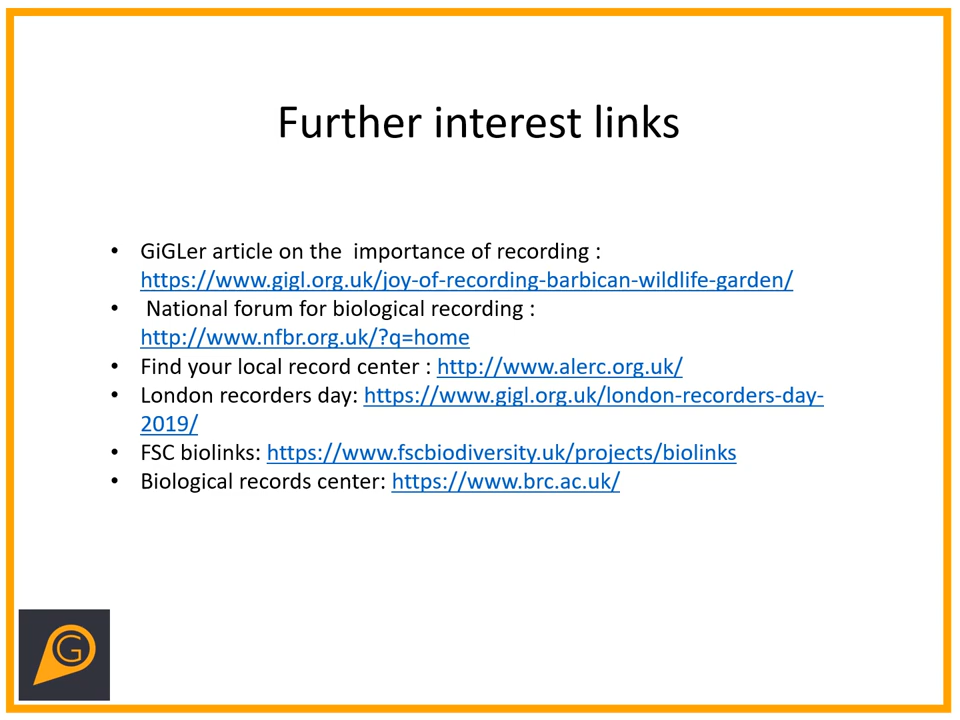 Further interest links
• GiGLer article on the  importance of recording :
https://www.gigl.org.uk/joy-of-recording-barbican-wildlife-garden/
•  National forum for biological recording :
http://www.nfbr.org.uk/?q=home
• Find your local record center : http://www.alerc.org.uk/
• London recorders day: https://www.gigl.org.uk/london-recorders-day-
2019/
• FSC biolinks: https://www.fscbiodiversity.uk/projects/biolinks
• Biological records center: https://www.brc.ac.uk/
G